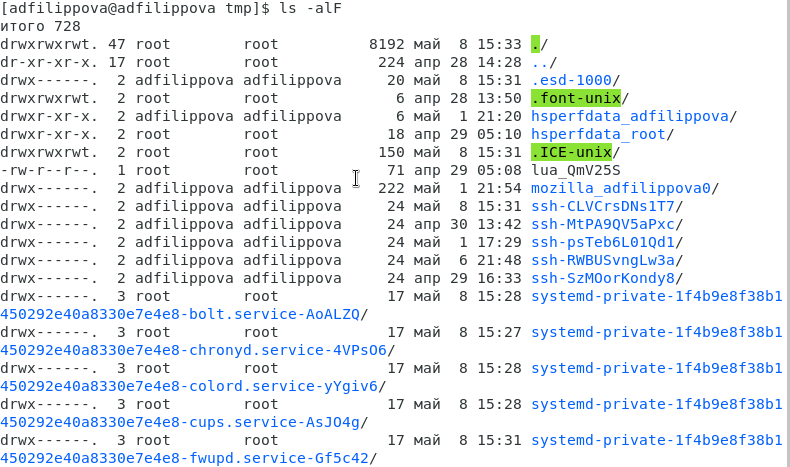 [adfilippova@adfilippova tmp]$ ls -alF
итого 728
drwxrwxrwt. 47 root        root          8192 май  8 15:33 ./
dr-xr-xr-x. 17 root        root           224 апр 28 14:28 ../
drwx------.  2 adfilippova adfilippova     20 май  8 15:31 .esd-1000/
drwxrwxrwt.  2 root        root             6 апр 28 13:50 .font-unix/
drwxr-xr-x.  2 adfilippova adfilippova      6 май  1 21:20 hsperfdata_adfilippova/
drwxr-xr-x.  2 root        root            18 апр 29 05:10 hsperfdata_root/
drwxrwxrwt.  2 root        root           150 май  8 15:31 .ICE-unix/
-rw-r--r--.  1 root        root            71 апр 29 05:08 lua_QmV25S
drwx------.  2 adfilippova adfilippova    222 май  1 21:54 mozilla_adfilippova0/
drwx------.  2 adfilippova adfilippova     24 май  8 15:31 ssh-CLVCrsDNs1T7/
drwx------.  2 adfilippova adfilippova     24 апр 30 13:42 ssh-MtPA9QV5aPxc/
drwx------.  2 adfilippova adfilippova     24 май  1 17:29 ssh-psTeb6L01Qd1/
drwx------.  2 adfilippova adfilippova     24 май  6 21:48 ssh-RWBUSvngLw3a/
drwx------.  2 adfilippova adfilippova     24 апр 29 16:33 ssh-SzMOorKondy8/
drwx------.  3 root        root            17 май  8 15:28 systemd-private-1f4b9e8f38b1
450292e40a8330e7e4e8-bolt.service-AoALZQ/
drwx------.  3 root        root            17 май  8 15:27 systemd-private-1f4b9e8f38b1
450292e40a8330e7e4e8-chronyd.service-4VPsO6/
drwx------.  3 root        root            17 май  8 15:28 systemd-private-1f4b9e8f38b1
450292e40a8330e7e4e8-colord.service-yYgiv6/
drwx------.  3 root        root            17 май  8 15:28 systemd-private-1f4b9e8f38b1
450292e40a8330e7e4e8-cups.service-AsJO4g/
drwx------.  3 root        root            17 май  8 15:31 systemd-private-1f4b9e8f38b1
450292e40a8330e7e4e8-fwupd.service-Gf5c42/